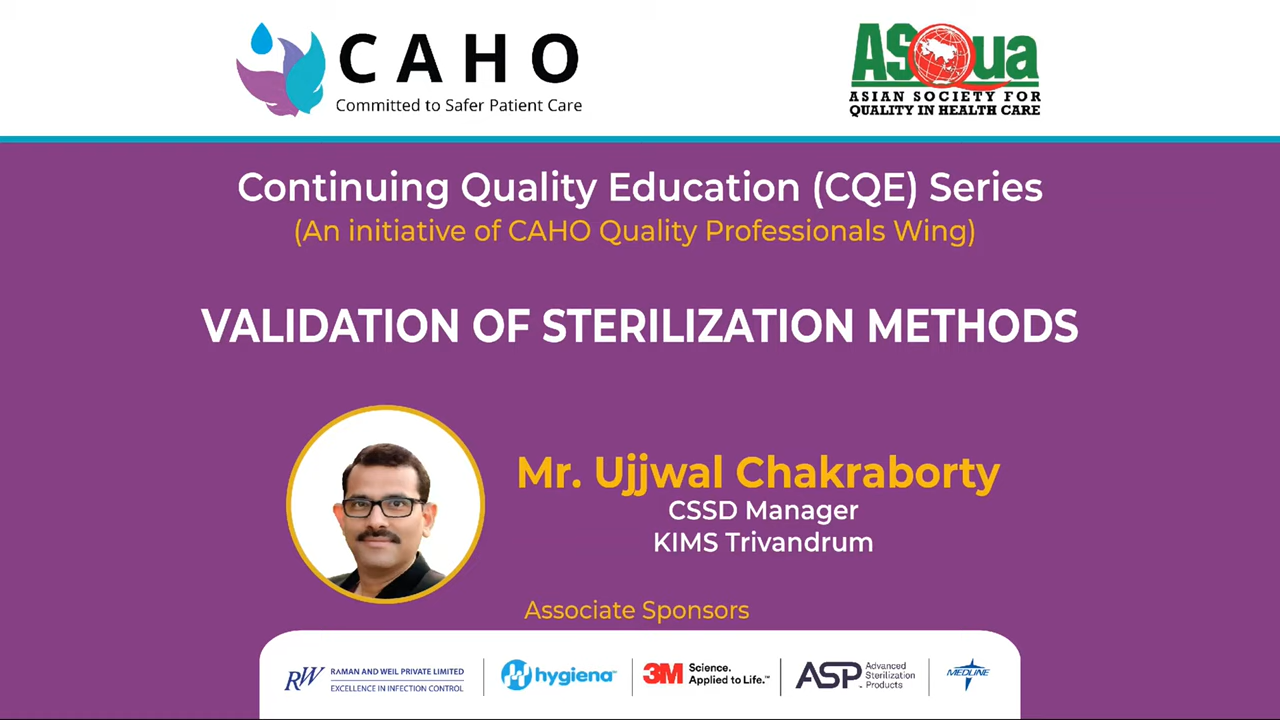 CAHO
Committed to Safer Patient Care
ASQua
ASIAN SOCIETY FOR
QUALITY IN HEALTH CARE
Continuing Quality Education (CQE) Series
(An initiative of CAHO Quality Professionals Wing)
VALIDATION OF STERILIZATION METHODS
Mr. Ujjwal Chakraborty
CSSD Manager
KIMS Trivandrum
Associate Sponsors
RW RAMAN AND WEIL PRIVATE LIMITED
EXCELLENCE IN INFECTION CONTROL
H hygiena™
3M Science.
Applied to Life.™
ASP™ Advanced
Sterilization
Products
MEDLINE